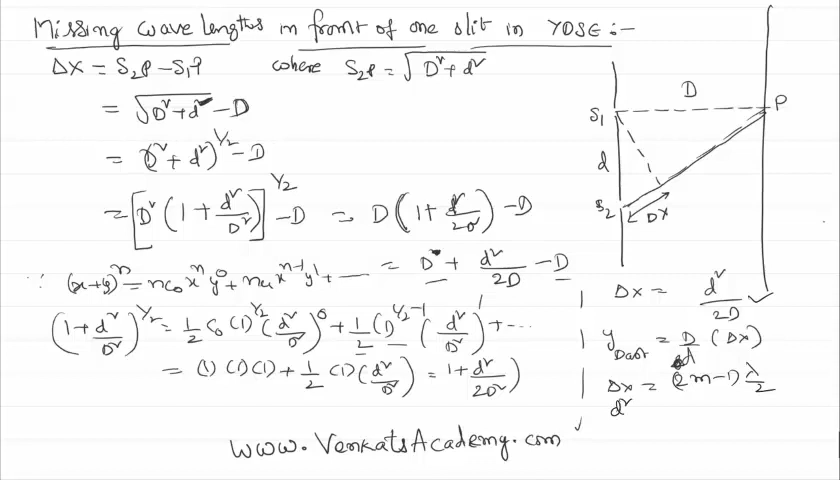 Missing wave lengths in front of one slit in YDSE :-
Δx = S₂P – S₁P where S₂P = √(D² + d²)
= √(D² + d²) – D
= (D² + d²)^(1/2) – D
= [D² (1 + d²/D²)]^(1/2) – D = D (1 + d²/2D²) – D
∵ (x+y)ⁿ = nC₀ xⁿ y⁰ + nC₁ xⁿ⁻¹ y¹ + ---- = D + d²/2D – D
(1 + d²/D²)^(1/2) = 1/2 C₀ (1)^(1/2) (d²/D²)⁰ + 1/2 (1)^(1/2 – 1) (d²/D²)¹ + ....
= (1) (1) (1) + 1/2 (1) (d²/D²) = 1 + d²/2D²)
D
S₁
P
d
S₂
Δx
Δx = d²/2D
y = D/d (Δx)
Δx = (2m – 1) λ/2
d²
www.VenkatsAcademy.com